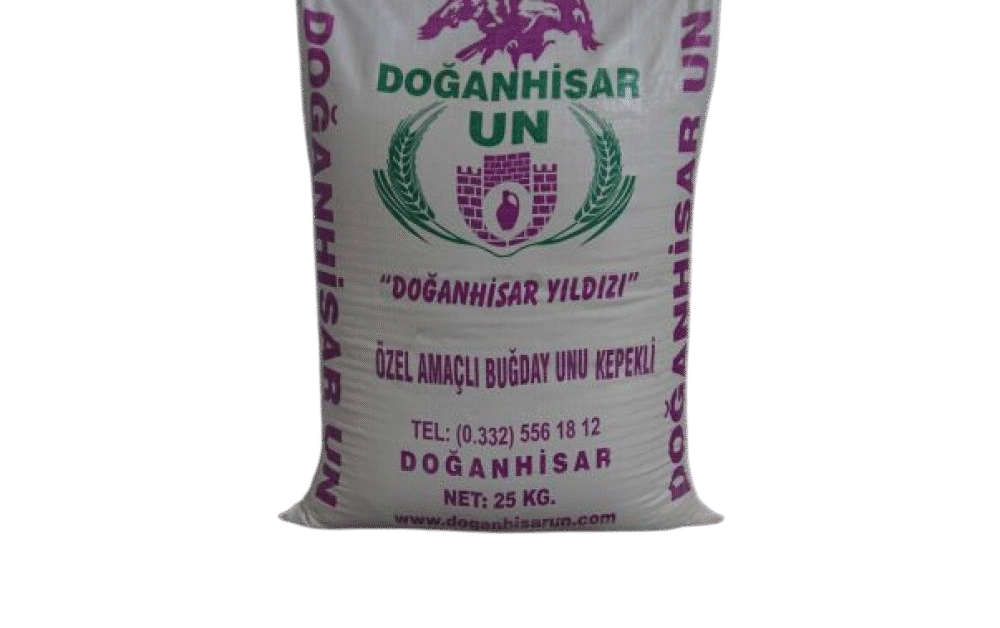 DOĞANHİSAR
UN
"DOĞANHİSAR YILDIZI"
ÖZEL AMAÇLI BUĞDAY UNU KEPEKLİ
TEL: (0.332) 556 18 12
DOĞANHİSAR
NET: 25 KG.
www.doganhisarun.com
DOĞANHİSAR UN
DOĞANHİSAR UN